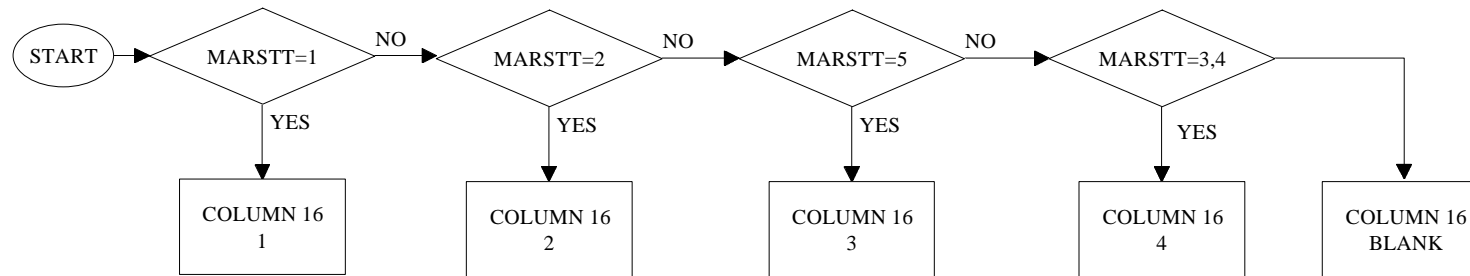 START
MARSTT=1
NO
MARSTT=2
NO
MARSTT=5
NO
MARSTT=3,4
YES
YES
YES
YES
COLUMN 16
1
COLUMN 16
2
COLUMN 16
3
COLUMN 16
4
COLUMN 16
BLANK